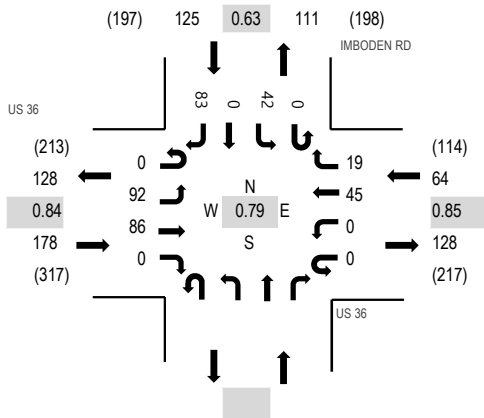 (197) 125 0.63 111 (198)
IMBODEN RD
83 0 42 0
US 36
(213)
128
0.84
178
(317)
0
92
86
0
N
W 0.79 E
S
19
45
0
0
(114)
64
0.85
128
(217)
US 36